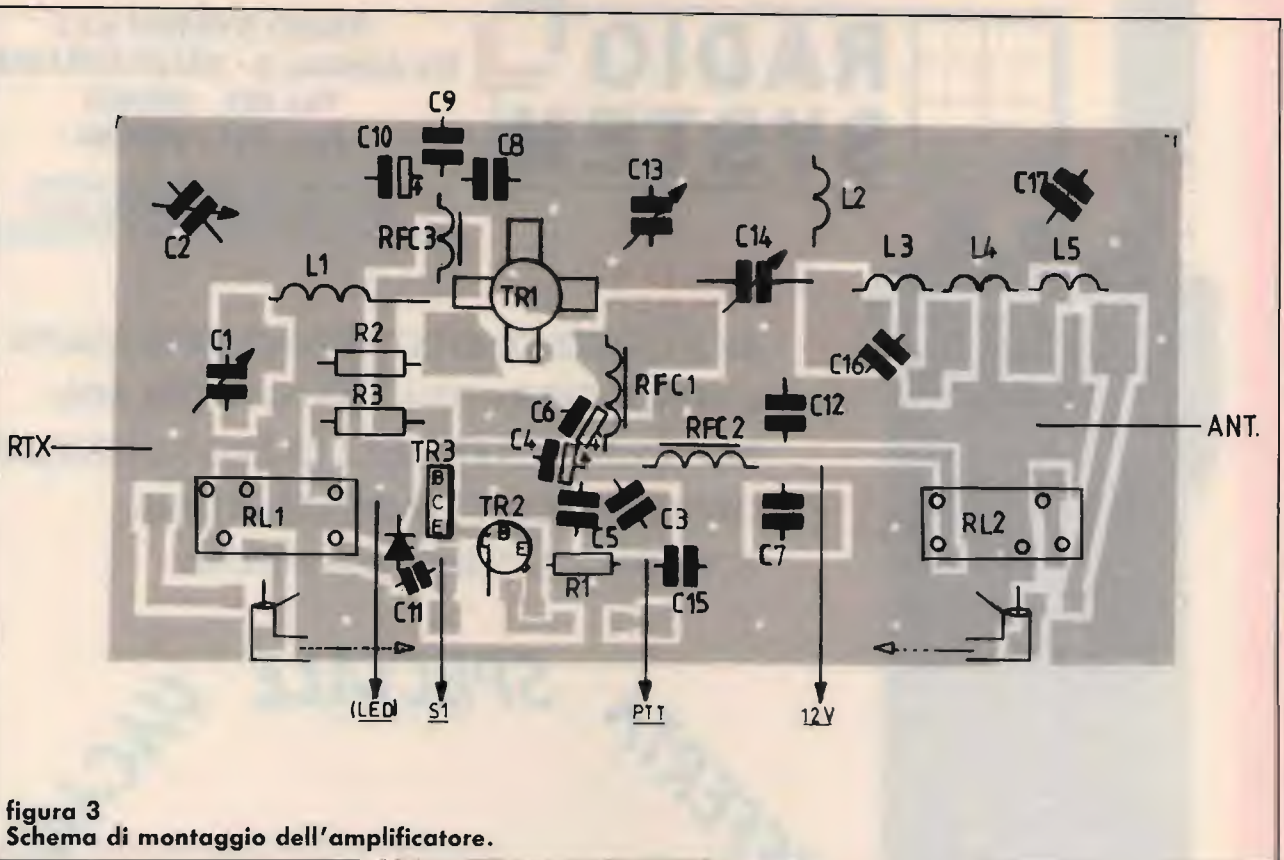 C9
C10
C8
C13
C17
L2
C2
RFC3
C14
L1
L3 L4 L5
TR1
R2
C1
C16
RFC1
R3
C6
C12
RTX
TR3
C4
RFC2
ANT.
B
C
E
TR2
B
E
RL1
C5
C3
C7
RL2
R1
C15
C11
(LED)
S1
PTT
12V
figura 3
Schema di montaggio dell'amplificatore.